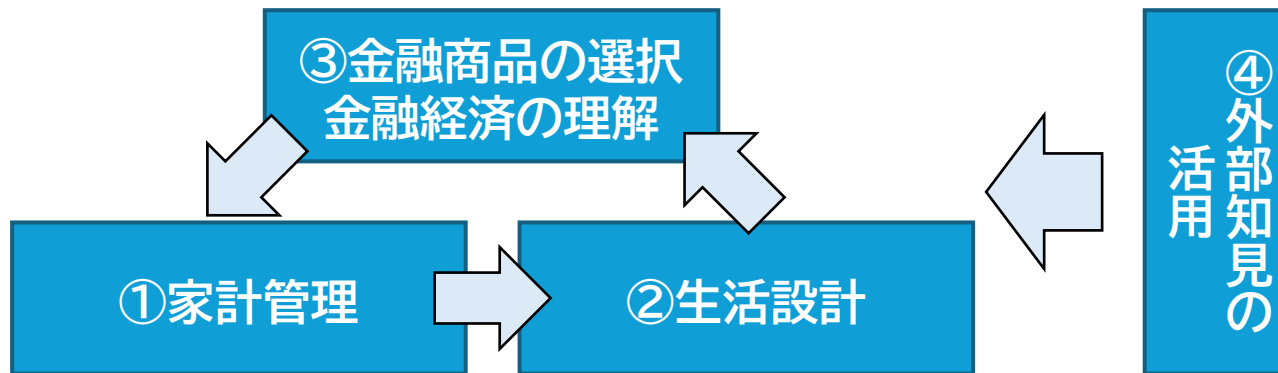 ③金融商品の選択
金融経済の理解
①家計管理
②生活設計
④外部知見の
活用